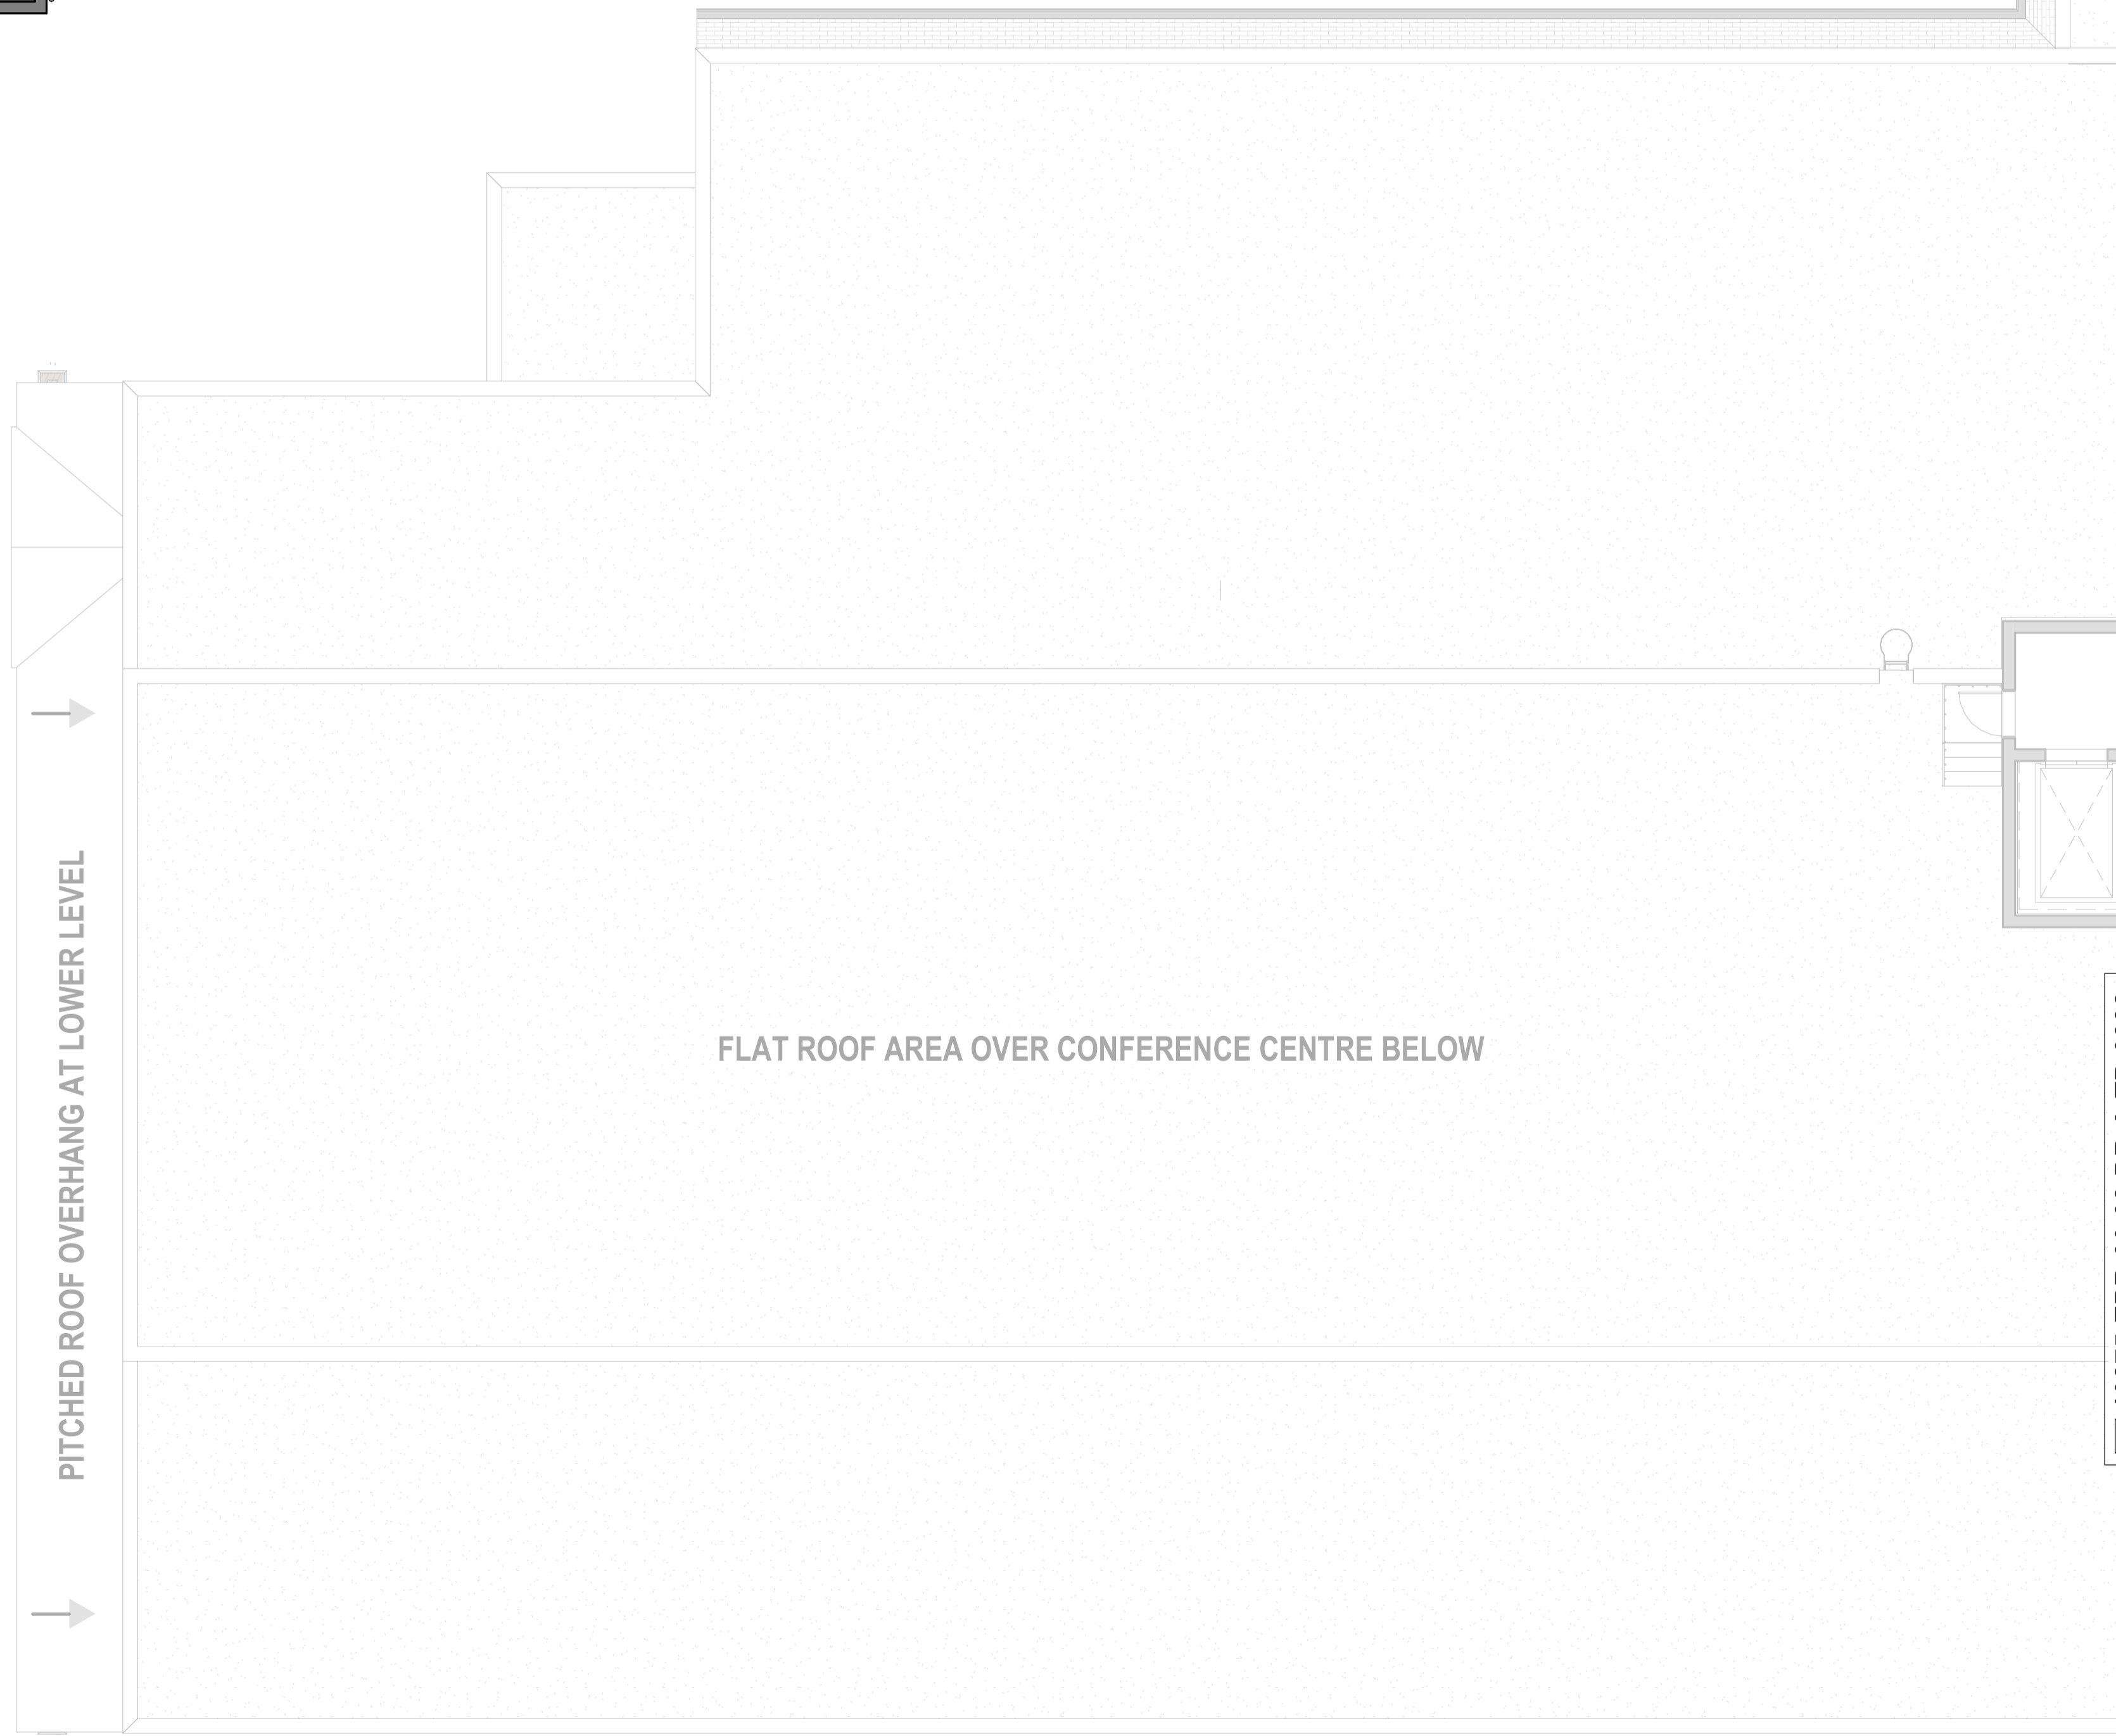 FLAT ROOF AREA OVER CONFERENCE CENTRE BELOW
PITCHED ROOF OVERHANG AT LOWER LEVEL